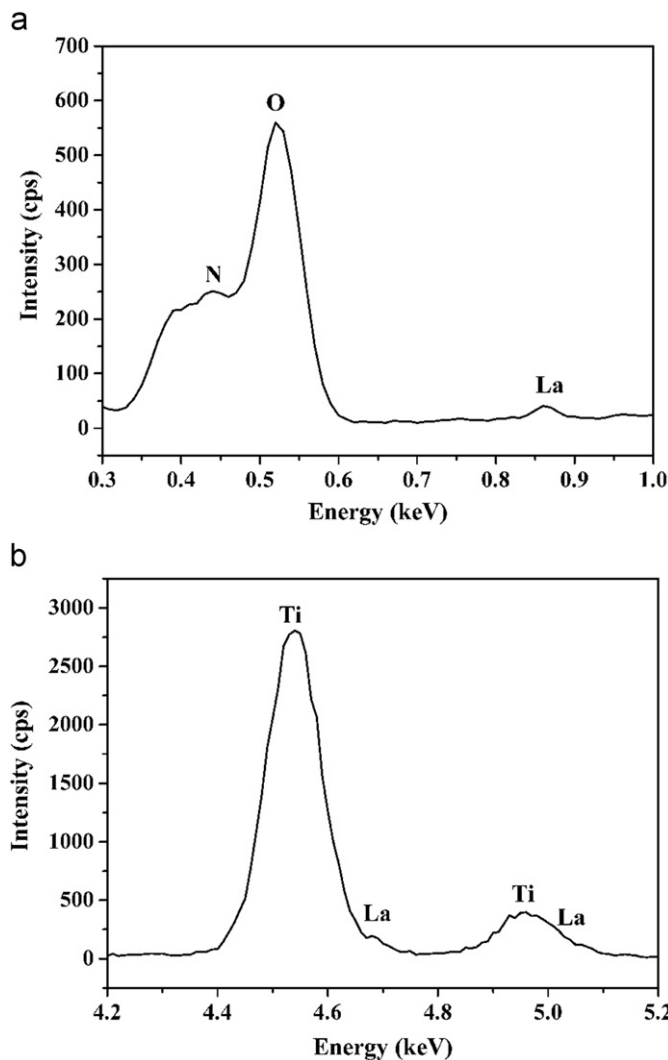 a
700
600
O
500
400
300
N
200
100
La
0
0.3 0.4 0.5 0.6 0.7 0.8 0.9 1.0
Intensity (cps)
Energy (keV)
b
3000
Ti
2500
2000
1500
1000
500
La
Ti
La
0
4.2 4.4 4.6 4.8 5.0 5.2
Intensity (cps)
Energy (keV)